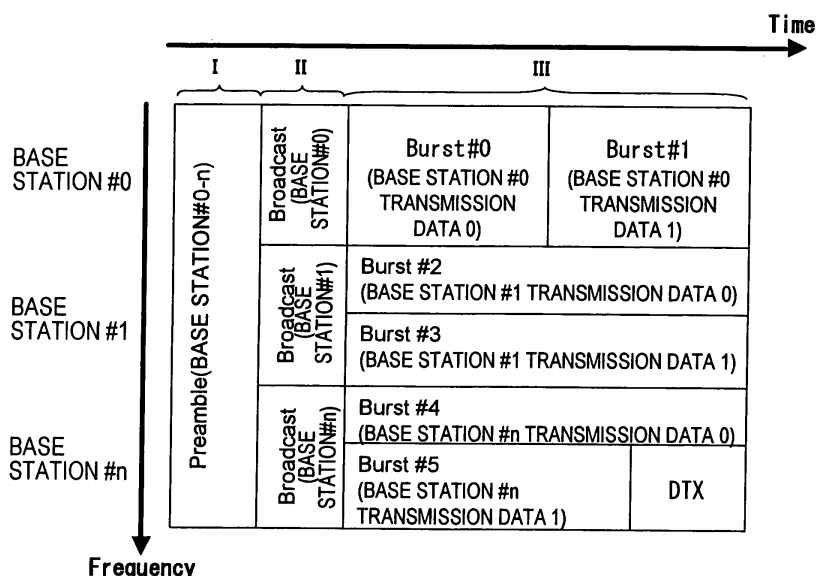 Time
I
II
III
BASE
STATION #0
BASE
STATION #1
BASE
STATION #n
Preamble(BASE STATION#0-n)
Broadcast
(BASE
STATION#0)
Broadcast
(BASE
STATION#1)
Broadcast
(BASE
STATION#n)
Burst#0
(BASE STATION #0
TRANSMISSION
DATA 0)
Burst#1
(BASE STATION #0
TRANSMISSION
DATA 1)
Burst #2
(BASE STATION #1 TRANSMISSION DATA 0)
Burst #3
(BASE STATION #1 TRANSMISSION DATA 1)
Burst #4
(BASE STATION #n TRANSMISSION DATA 0)
Burst #5
(BASE STATION #n
TRANSMISSION DATA 1)
DTX
Frequency